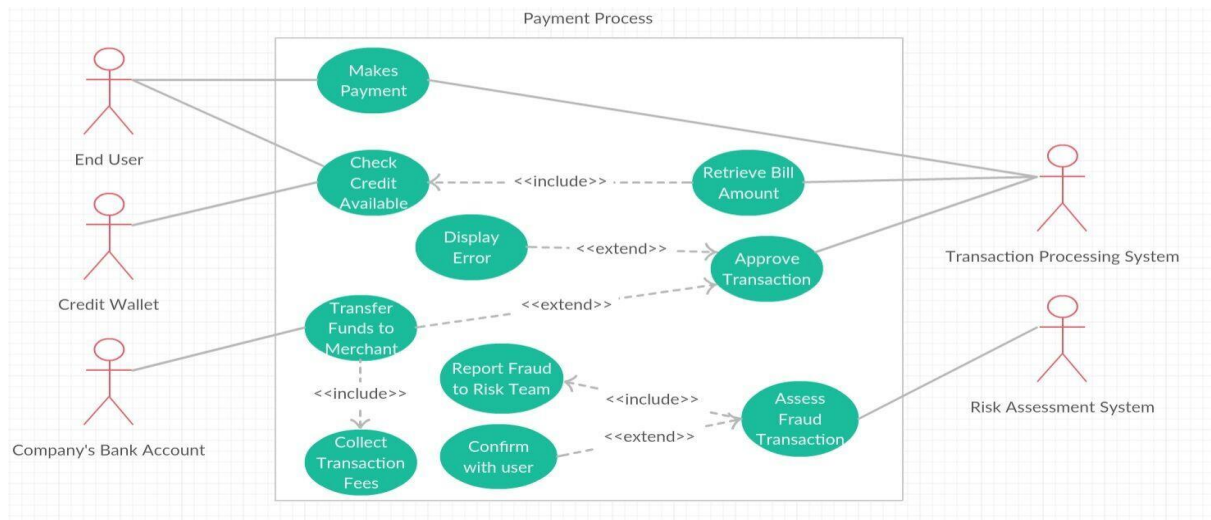 Payment Process
Makes
Payment
End User
Check
Credit
Available
<<include>>
Retrieve Bill
Amount
Display
Error
<<extend>>
Approve
Transaction
Transaction Processing System
Credit Wallet
<<extend>>
Transfer
Funds to
Merchant
<<include>>
Report Fraud
to Risk Team
<<include>>
<<extend>>
Assess
Fraud
Transaction
Risk Assessment System
Company's Bank Account
Collect
Transaction
Fees
Confirm
with user